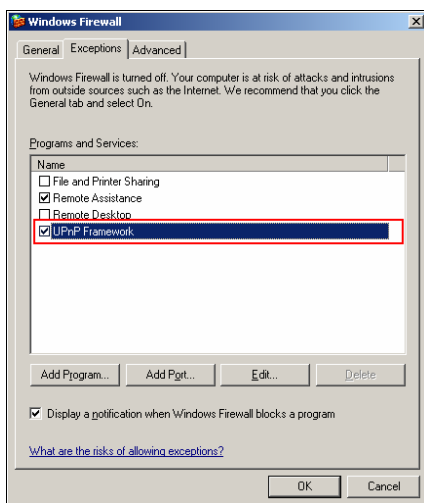 Windows Firewall
General Exceptions Advanced
Windows Firewall is turned off. Your computer is at risk of attacks and intrusions
from outside sources such as the Internet. We recommend that you click the
General tab and select On.
Programs and Services:
Name
File and Printer Sharing
Remote Assistance
Remote Desktop
UPnP Framework
Add Program... Add Port... Edit... Delete
Display a notification when Windows Firewall blocks a program
What are the risks of allowing exceptions?
OK Cancel